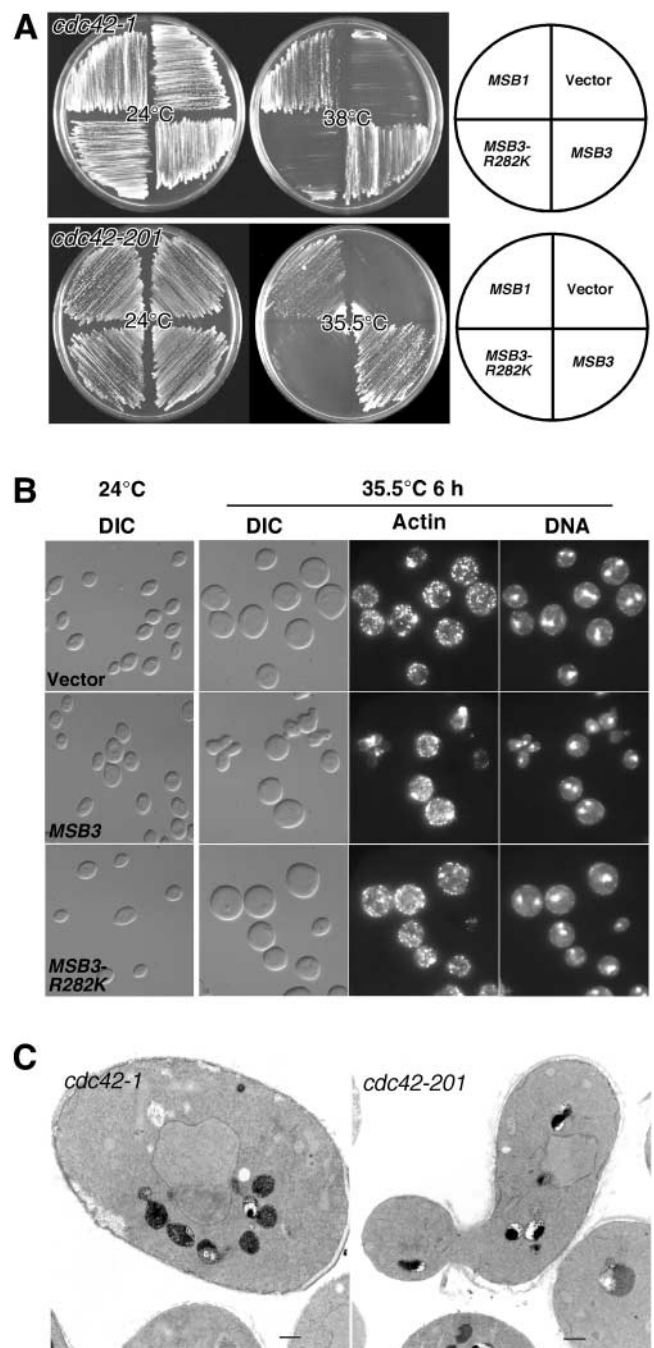 A
cdc42-1
24°C
38°C
MSB1
Vector
MSB3-
R282K
MSB3
cdc42-201
24°C
35.5°C
MSB1
Vector
MSB3-
R282K
MSB3
B
24°C
35.5°C 6 h
DIC
DIC
Actin
DNA
Vector
MSB3
MSB3-
R282K
C
cdc42-1
cdc42-201